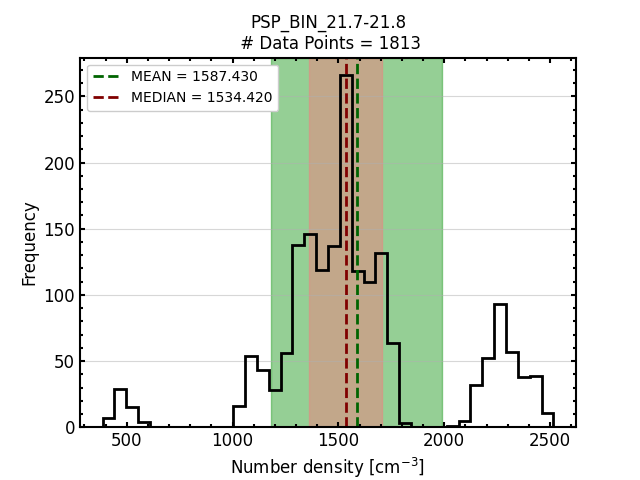 PSP_BIN_21.7-21.8
# Data Points = 1813
MEAN = 1587.430
MEDIAN = 1534.420
250
200
150
100
50
0
Frequency
500
1000
1500
2000
2500
Number density [cm⁻³]